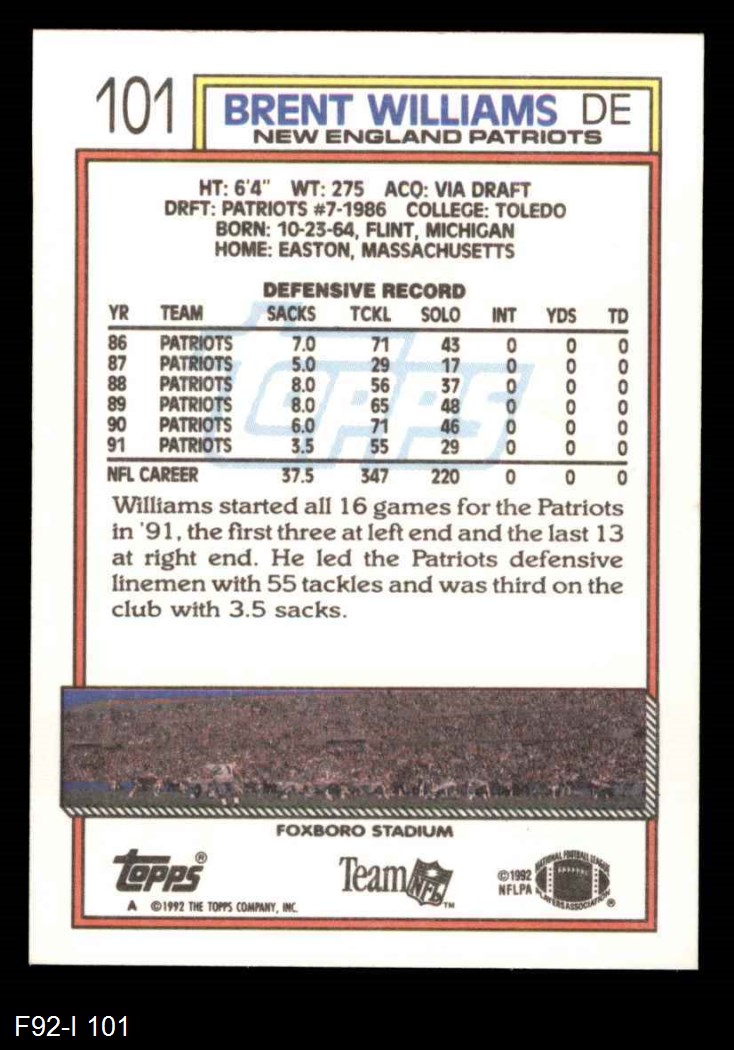 101 BRENT WILLIAMS DE
NEW ENGLAND PATRIOTS
HT: 6'4" WT: 275 ACQ: VIA DRAFT
DRFT: PATRIOTS #7-1986 COLLEGE: TOLEDO
BORN: 10-23-64, FLINT, MICHIGAN
HOME: EASTON, MASSACHUSETTS
DEFENSIVE RECORD
YR TEAM SACKS TCKL SOLO INT YDS TD
86 PATRIOTS 7.0 71 43 0 0 0
87 PATRIOTS 5.0 29 17 0 0 0
88 PATRIOTS 8.0 56 37 0 0 0
89 PATRIOTS 8.0 65 48 0 0 0
90 PATRIOTS 6.0 71 46 0 0 0
91 PATRIOTS 3.5 55 29 0 0 0
NFL CAREER 37.5 347 220 0 0 0
topps
Williams started all 16 games for the Patriots
in '91, the first three at left end and the last 13
at right end. He led the Patriots defensive
linemen with 55 tackles and was third on the
club with 3.5 sacks.
FOXBORO STADIUM
topps®
Team NFL™
©1992
NFLPA
NATIONAL FOOTBALL LEAGUE
PLAYERS ASSOCIATION ®
A ©1992 THE TOPPS COMPANY, INC.
F92-I 101